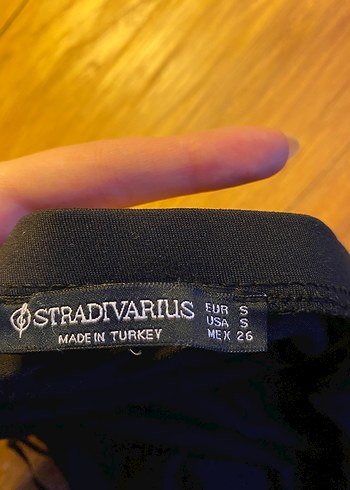 STRADIVARIUS
MADE IN TURKEY
EUR S
USA S
MEX 26